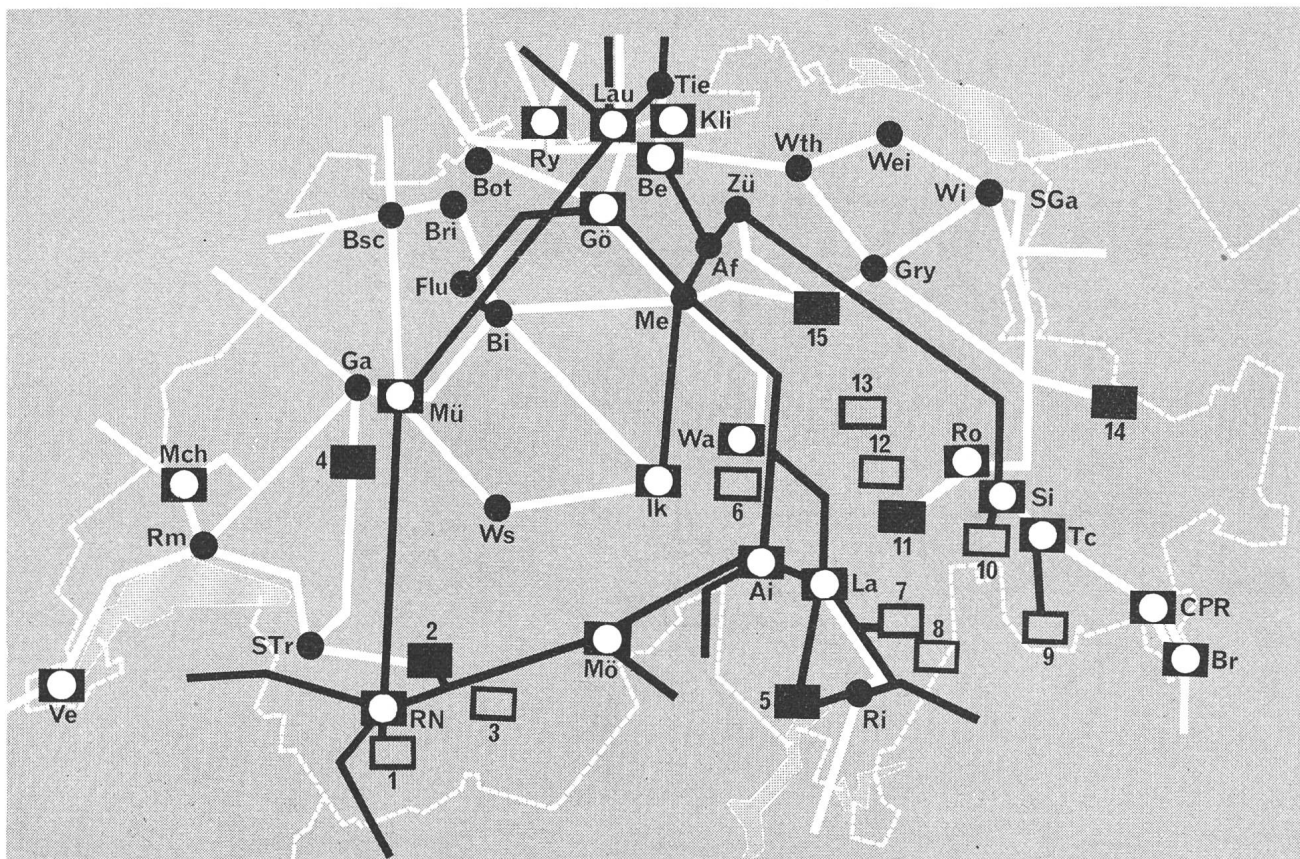 Tie
Lau
Kli
Ry
Wth
Wei
Bot
Be
Zü
Wi
SGa
Bsc
Bri
Gö
Af
Gry
Flu
Me
Bi
15
Ga
Mü
13
14
Mch
Wa
12
Ro
4
Ik
6
Si
Ws
11
Tc
Rm
10
Ai
La
7
CPR
STr
2
Mö
8
9
Br
Ve
RN
3
5
Ri
1